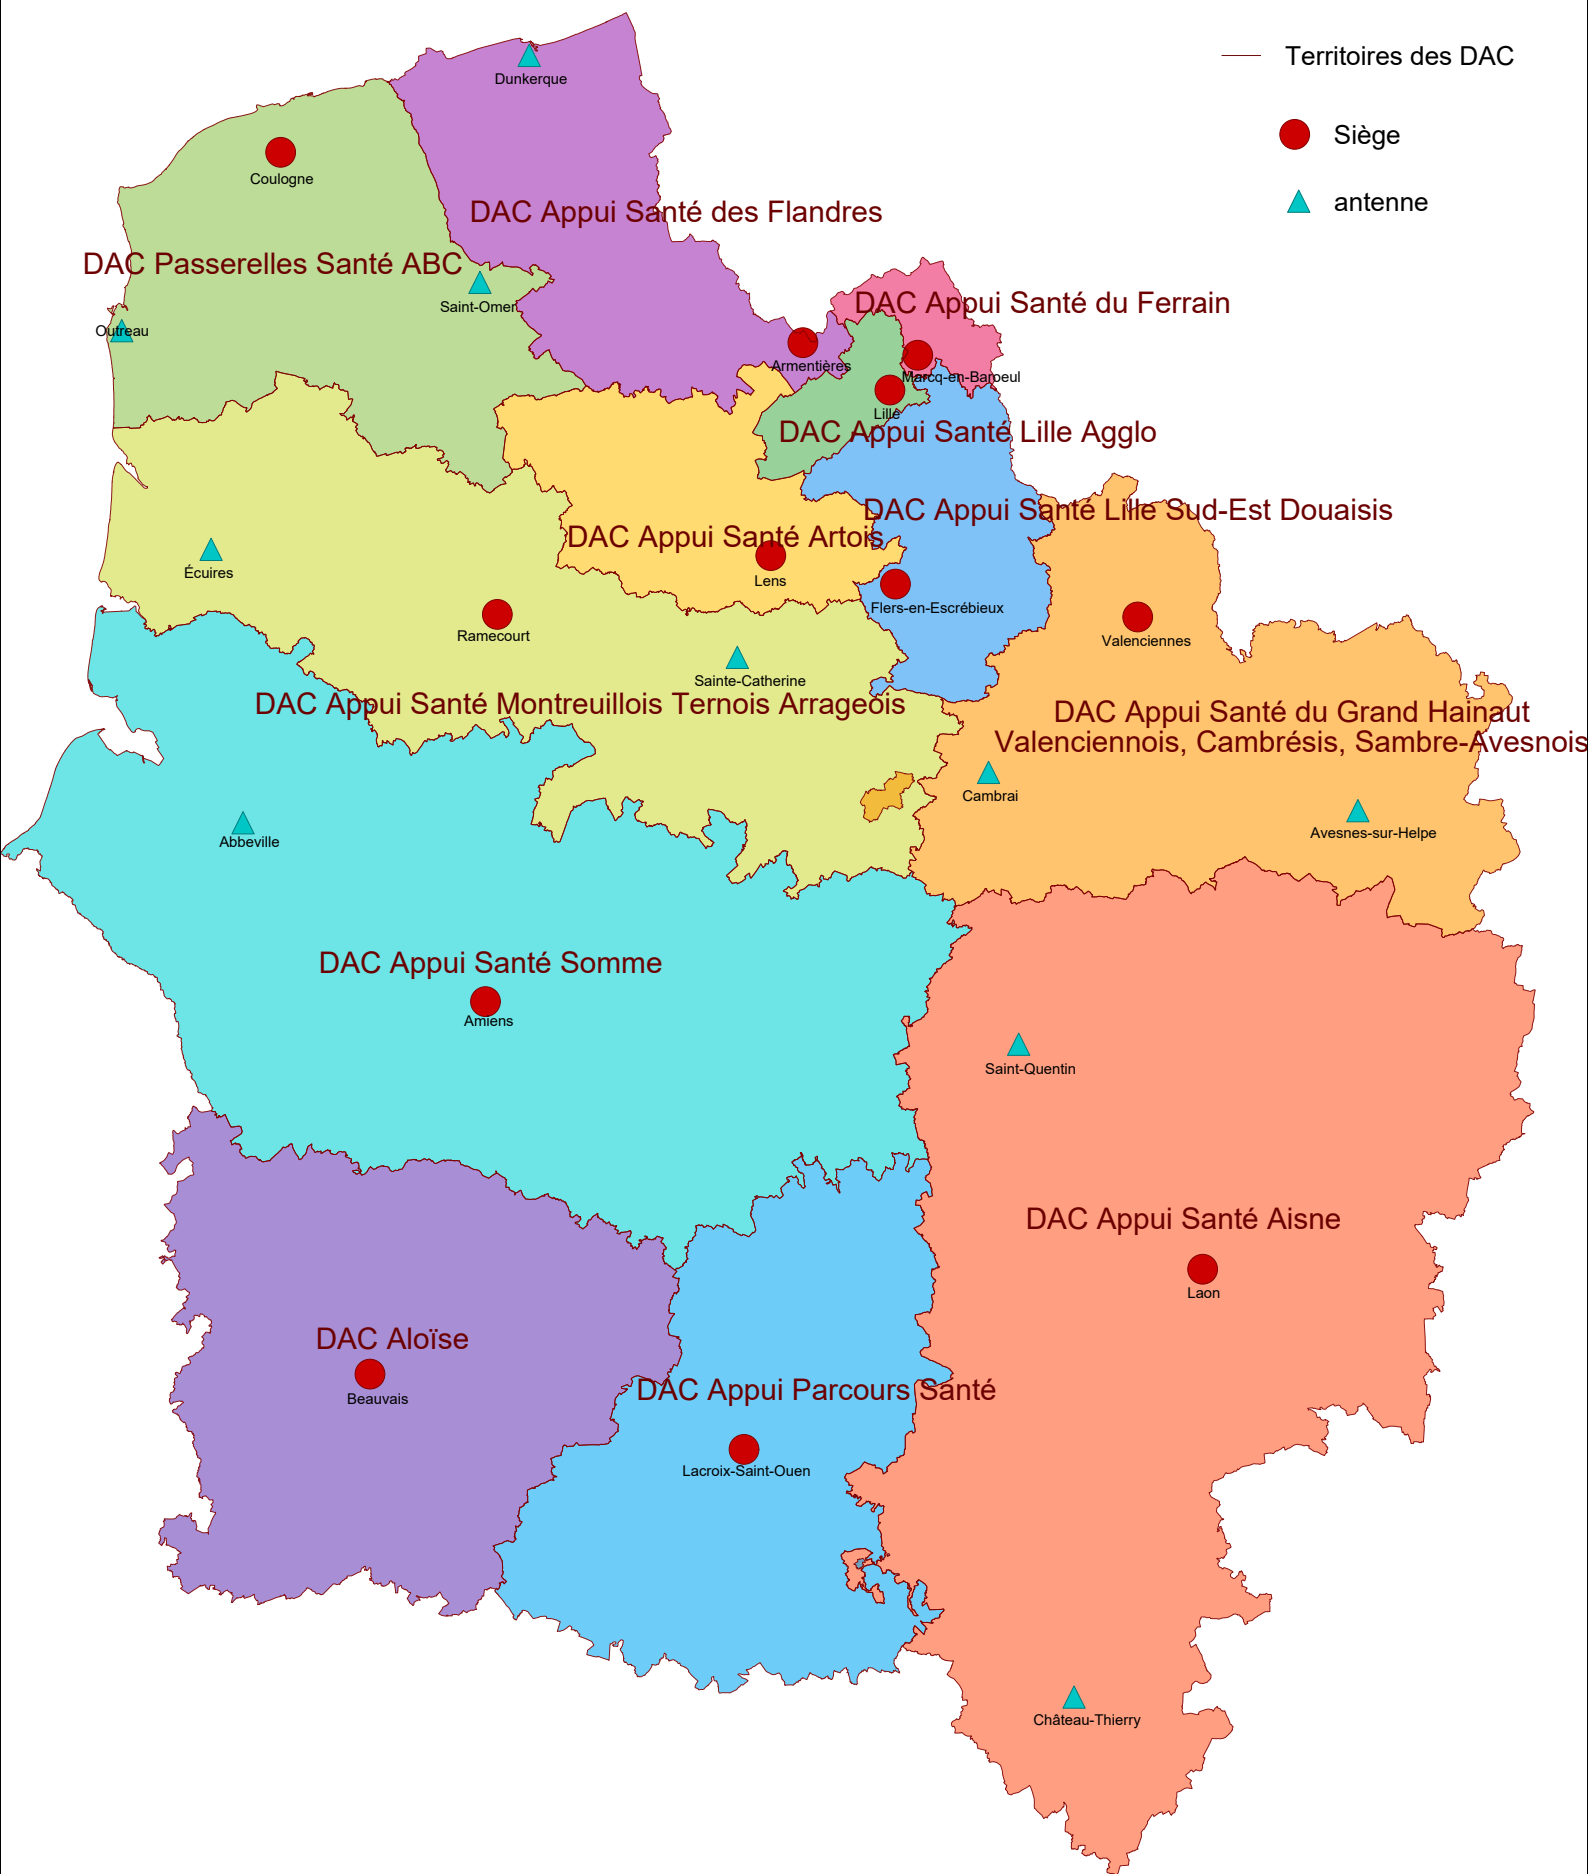 Territoires des DAC
Siège
antenne
Dunkerque
Coulogne
DAC Appui Santé des Flandres
DAC Passerelles Santé ABC
Saint-Omer
Outreau
DAC Appui Santé du Ferrain
Armentières
Marcq-en-Baroeul
Lille
DAC Appui Santé Lille Agglo
DAC Appui Santé Lille Sud-Est Douaisis
DAC Appui Santé Artois
Lens
Écuires
Flers-en-Escrébieux
Ramecourt
Valenciennes
Sainte-Catherine
DAC Appui Santé Montreuillois Ternois Arrageois
DAC Appui Santé du Grand Hainaut
Valenciennois, Cambrésis, Sambre-Avesnois
Cambrai
Avesnes-sur-Helpe
Abbeville
DAC Appui Santé Somme
Amiens
Saint-Quentin
DAC Appui Santé Aisne
Laon
DAC Aloïse
Beauvais
DAC Appui Parcours Santé
Lacroix-Saint-Ouen
Château-Thierry